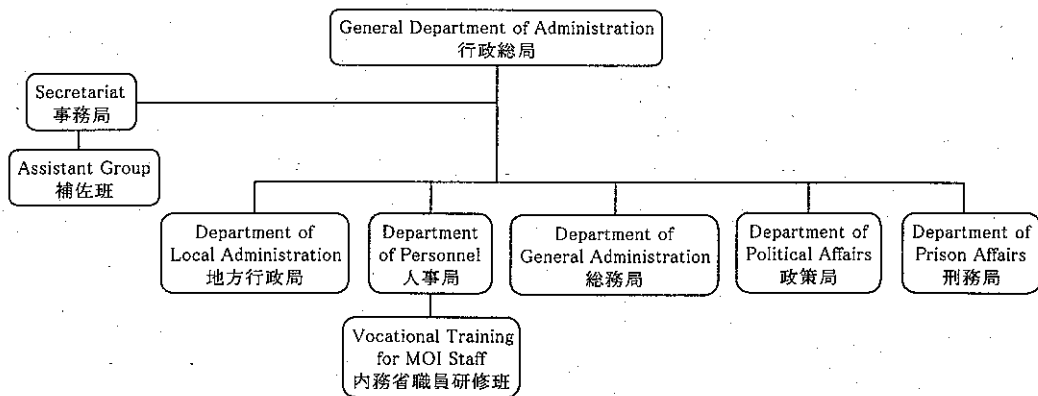 General Department of Administration
行政総局
Secretariat
事務局
Assistant Group
補佐班
Department of
Local Administration
地方行政局
Department
of Personnel
人事局
Department of
General Administration
総務局
Department of
Political Affairs
政策局
Department of
Prison Affairs
刑務局
Vocational Training
for MOI Staff
内務省職員研修班